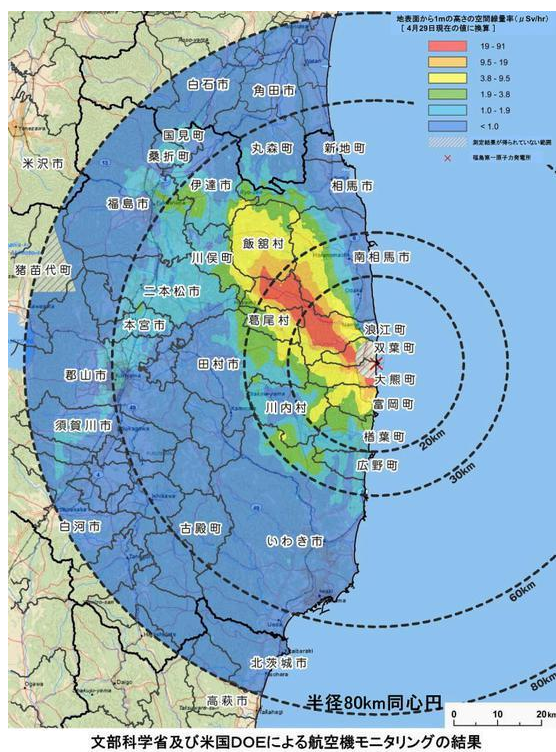 地表面から1mの高さの空間線量率(μSv/hr)
[ 4月29日現在の値に換算 ]
19 - 91
9.5 - 19
3.8 - 9.5
1.9 - 3.8
1.0 - 1.9
< 1.0
測定結果が得られていない範囲
福島第一原子力発電所
白石市
角田市
国見町
桑折町
丸森町
新地町
米沢市
伊達市
相馬市
福島市
飯舘村
川俣町
南相馬市
猪苗代町
二本松市
葛尾村
浪江町
本宮市
双葉町
田村市
郡山市
大熊町
川内村
富岡町
須賀川市
楢葉町
20km
広野町
30km
白河市
古殿町
いわき市
60km
北茨城市
80km
高萩市
半径80km同心円
0 10 20km
文部科学省及び米国DOEによる航空機モニタリングの結果